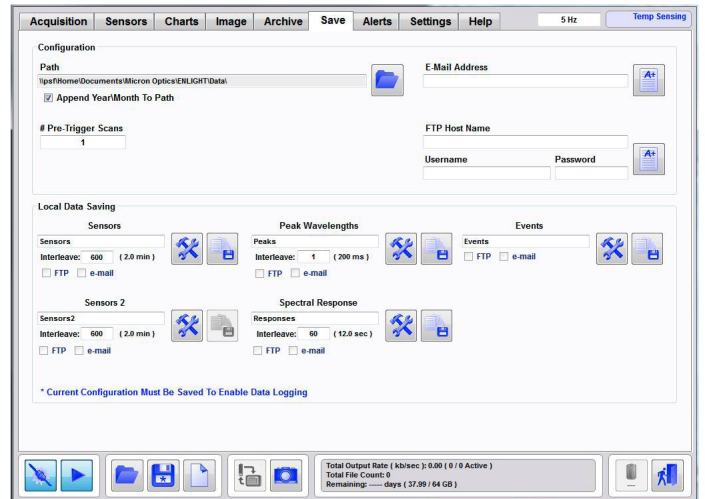 Acquisition Sensors Charts Image Archive Save Alerts Settings Help 5 Hz Temp Sensing
Configuration
Path
\\psf\Home\Documents\Micron Optics\ENLIGHT\Data\
Append Year\Month To Path
# Pre-Trigger Scans
1
E-Mail Address
A+
FTP Host Name
Username Password
A+
Local Data Saving
Sensors
Sensors
Interleave: 600 ( 2.0 min )
FTP e-mail
Peak Wavelengths
Peaks
Interleave: 1 ( 200 ms )
FTP e-mail
Events
Events
FTP e-mail
Sensors 2
Sensors2
Interleave: 600 ( 2.0 min )
FTP e-mail
Spectral Response
Responses
Interleave: 60 ( 12.0 sec )
FTP e-mail
* Current Configuration Must Be Saved To Enable Data Logging
Total Output Rate ( kb/sec ): 0.00 ( 0 / 0 Active )
Total File Count: 0
Remaining: ----- days ( 37.99 / 64 GB )